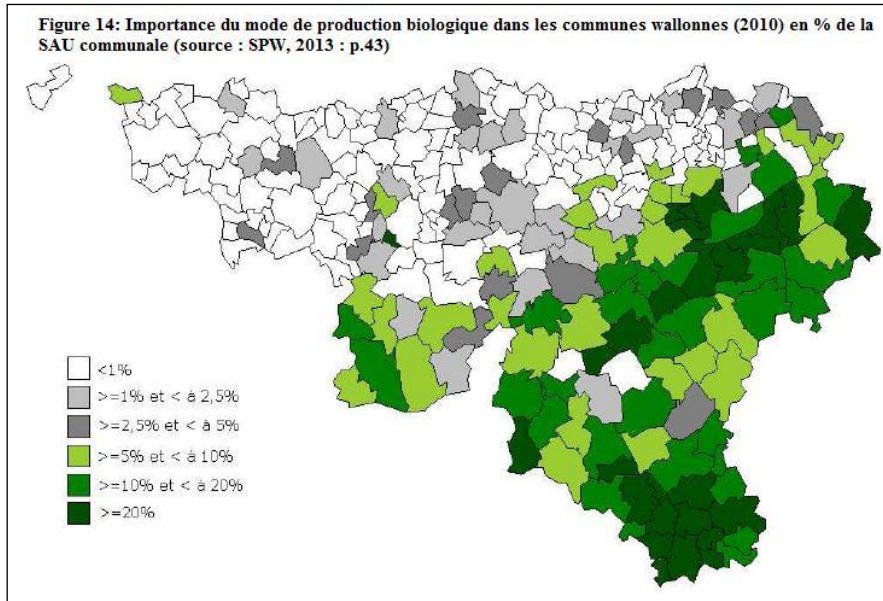 Figure 14: Importance du mode de production biologique dans les communes wallonnes (2010) en % de la
SAU communale (source : SPW, 2013 : p.43)
<1%
>=1% et < à 2,5%
>=2,5% et < à 5%
>=5% et < à 10%
>=10% et < à 20%
>=20%